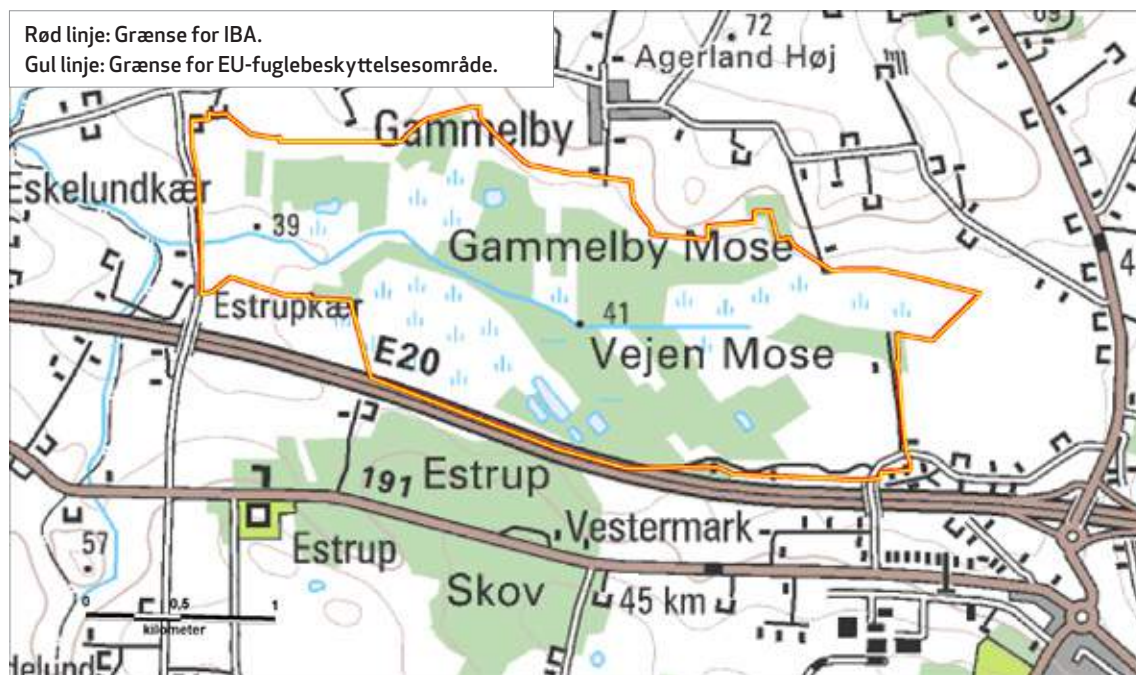 Rød linje: Grænse for IBA.
Gul linje: Grænse for EU-fuglebeskyttelsesområde.
72
Agerland Høj
Gammelby
Eskelundkær
39
Gammelby Mose
Estrupkær
41
Vejen Mose
E20
191
Estrup
Vestermark
57
Estrup
Skov
45 km
0
0,5
1
kilometer
delund